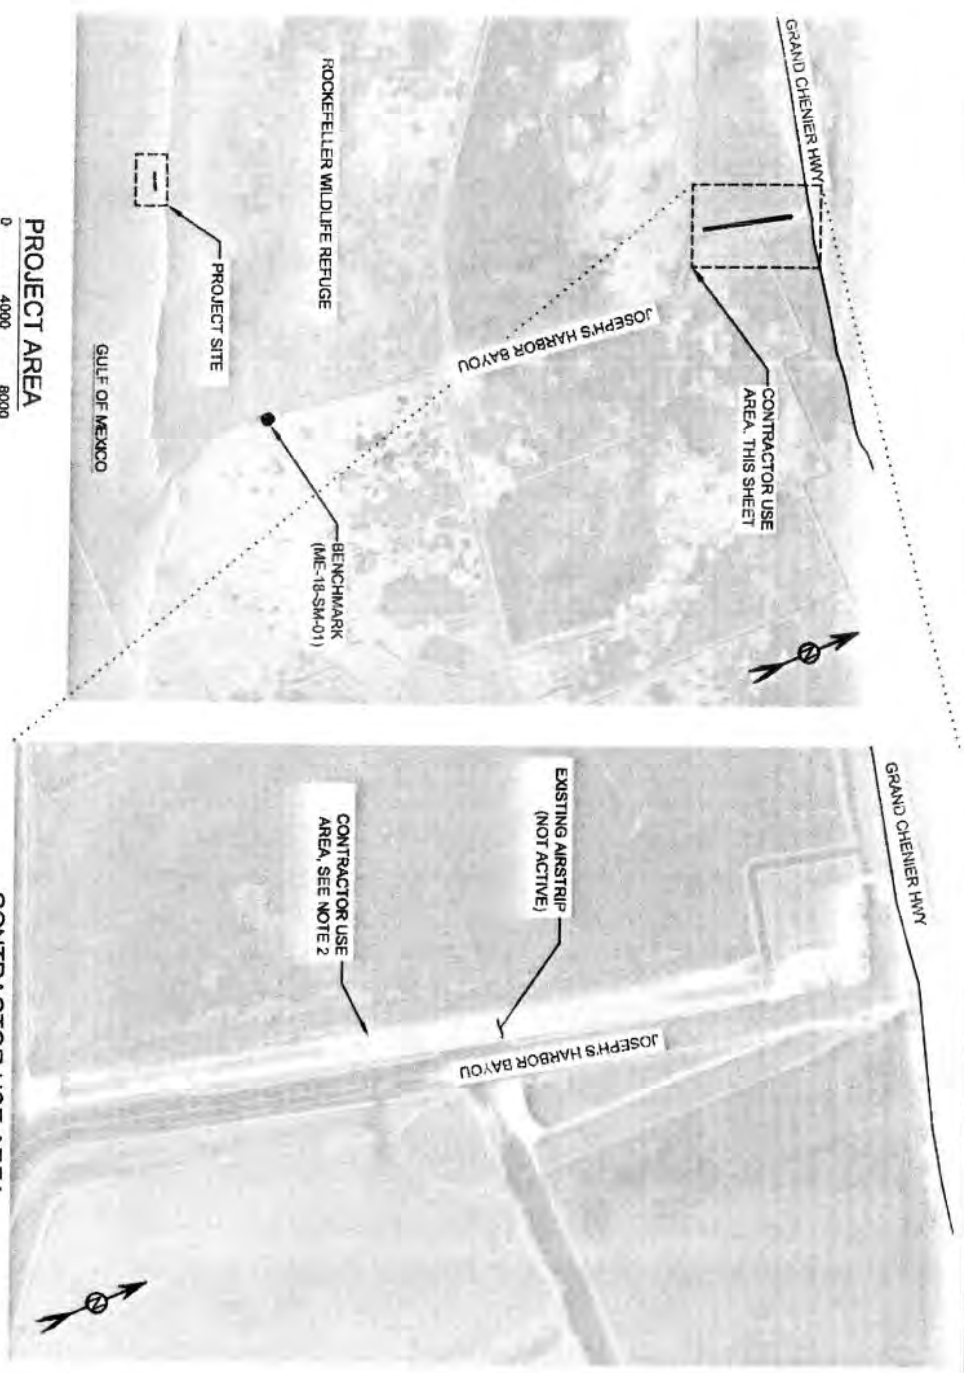 GRAND CHENIER HWY
CONTRACTOR USE
AREA, THIS SHEET
JOSEPH'S HARBOR BAYOU
ROCKEFELLER WILDLIFE REFUGE
BENCHMARK
(ME-18-SM-01)
PROJECT SITE
GULF OF MEXICO
N
PROJECT AREA
0 4000 8000
GRAND CHENIER HWY
EXISTING AIRSTRIP
(NOT ACTIVE)
JOSEPH'S HARBOR BAYOU
CONTRACTOR USE
AREA, SEE NOTE 2
N